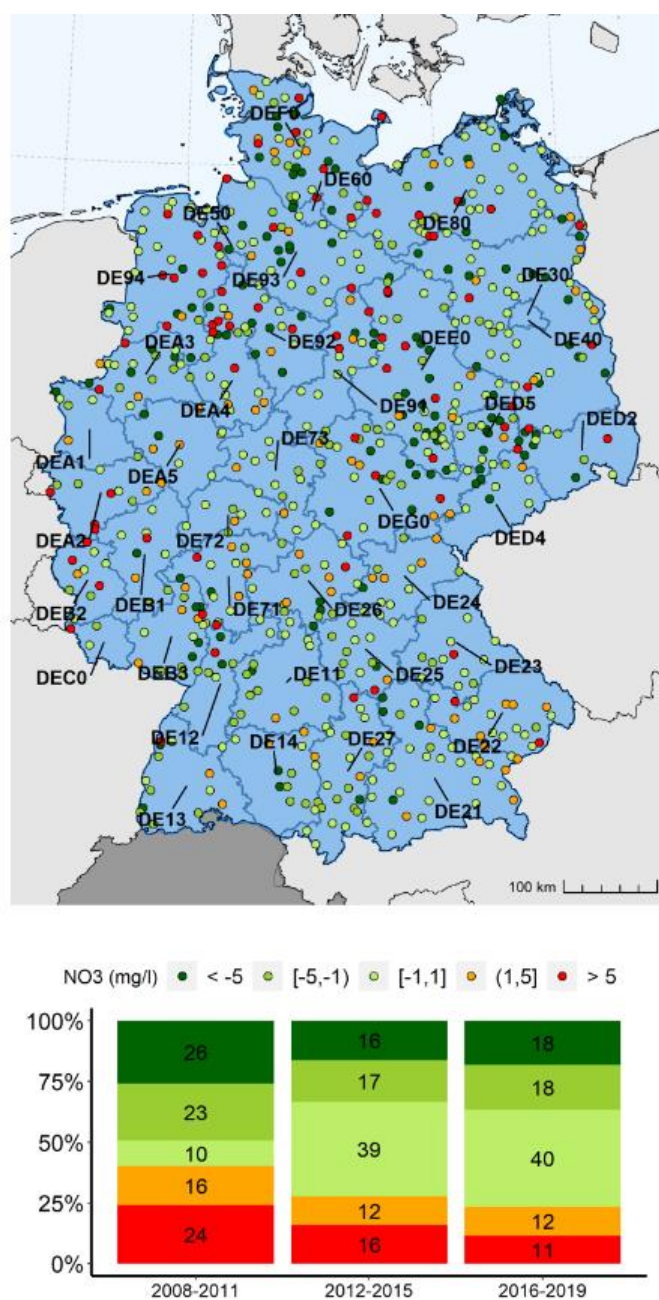 DEF0
DE60
DE50
DE80
DE94
DE93
DE30
DEA3
DE92
DEE0
DE40
DEA4
DE91
DED5
DED2
DE73
DEA1
DEA5
DEG0
DEA2
DED4
DE72
DEB2
DEB1
DE71
DE26
DE24
DEC0
DEB3
DE11
DE25
DE23
DE12
DE14
DE27
DE22
DE13
DE21
100 km
NO3 (mg/l) < -5 [-5,-1) [-1,1] (1,5] > 5
100%
26 16 18
75%
23 17 18
50%
10 39 40
25%
16 12 12
24 16 11
0%
2008-2011 2012-2015 2016-2019